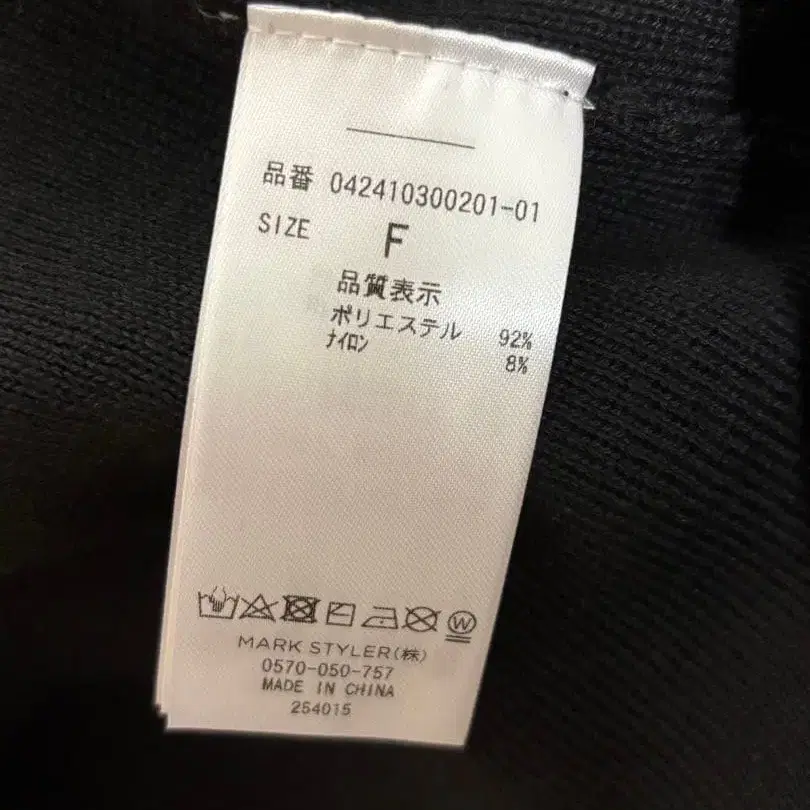 品番 042410300201-01
SIZE F
品質表示
ポリエステル 92%
ナイロン 8%
W
MARK STYLER(株)
0570-050-757
MADE IN CHINA
254015